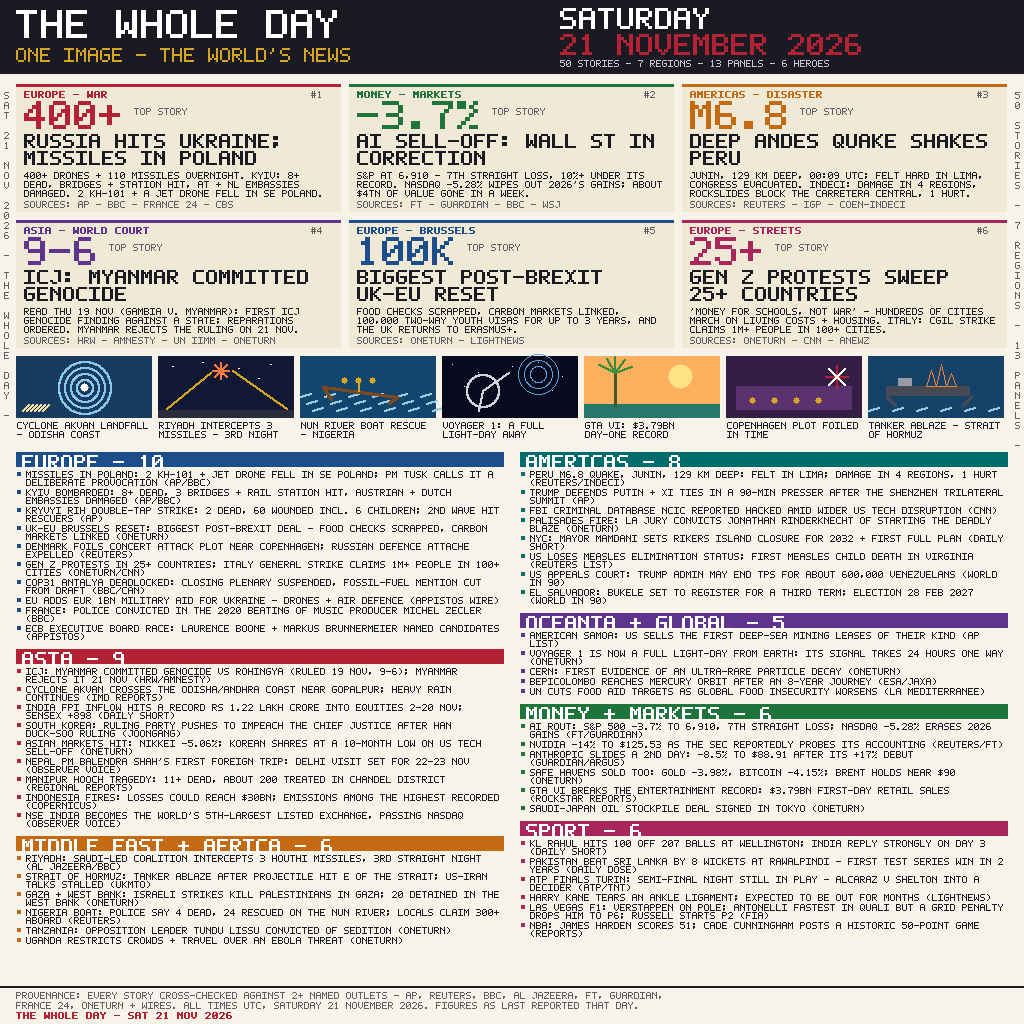 THE WHOLE DAY
ONE IMAGE - THE WORLD'S NEWS
SATURDAY
21 NOVEMBER 2026
50 STORIES - 7 REGIONS - 13 PANELS - 6 HEROES
SAT 21 NOV 2026 - THE WHOLE DAY -
50 STORIES - 7 REGIONS - 13 PANELS -
EUROPE - WAR #1
400+ TOP STORY
RUSSIA HITS UKRAINE;
MISSILES IN POLAND
400+ DRONES + 110 MISSILES OVERNIGHT. KYIV: 8+
DEAD, BRIDGES + STATION HIT, AT + NL EMBASSIES
DAMAGED. 2 KH-101 + A JET DRONE FELL IN SE POLAND.
SOURCES: AP - BBC - FRANCE 24 - CBS
MONEY - MARKETS #2
-3.7% TOP STORY
AI SELL-OFF: WALL ST IN
CORRECTION
S&P AT 6,910 - 7TH STRAIGHT LOSS, 10%+ UNDER ITS
RECORD. NASDAQ -5.28% WIPES OUT 2026'S GAINS; ABOUT
$4TN OF VALUE GONE IN A WEEK.
SOURCES: FT - GUARDIAN - BBC - WSJ
AMERICAS - DISASTER #3
M6.8 TOP STORY
DEEP ANDES QUAKE SHAKES
PERU
JUNIN, 129 KM DEEP, 00:09 UTC; FELT HARD IN LIMA,
CONGRESS EVACUATED. INDECI: DAMAGE IN 4 REGIONS,
ROCKSLIDES BLOCK THE CARRETERA CENTRAL, 1 HURT.
SOURCES: REUTERS - IGP - COEN-INDECI
ASIA - WORLD COURT #4
9-6 TOP STORY
ICJ: MYANMAR COMMITTED
GENOCIDE
READ THU 19 NOV (GAMBIA V. MYANMAR): FIRST ICJ
GENOCIDE FINDING AGAINST A STATE; REPARATIONS
ORDERED. MYANMAR REJECTS THE RULING ON 21 NOV.
SOURCES: HRW - AMNESTY - UN IIMM - ONETURN
EUROPE - BRUSSELS #5
100K TOP STORY
BIGGEST POST-BREXIT
UK-EU RESET
FOOD CHECKS SCRAPPED, CARBON MARKETS LINKED,
100,000 TWO-WAY YOUTH VISAS FOR UP TO 3 YEARS, AND
THE UK RETURNS TO ERASMUS+.
SOURCES: ONETURN - LIGHTNEWS
EUROPE - STREETS #6
25+ TOP STORY
GEN Z PROTESTS SWEEP
25+ COUNTRIES
'MONEY FOR SCHOOLS, NOT WAR' - HUNDREDS OF CITIES
MARCH ON LIVING COSTS + HOUSING. ITALY: CGIL STRIKE
CLAIMS 1M+ PEOPLE IN 100+ CITIES.
SOURCES: ONETURN - CNN - ANEWZ
CYCLONE AKVAN LANDFALL
- ODISHA COAST
RIYADH INTERCEPTS 3
MISSILES - 3RD NIGHT
NUN RIVER BOAT RESCUE
- NIGERIA
VOYAGER 1: A FULL
LIGHT-DAY AWAY
GTA VI: $3.79BN
DAY-ONE RECORD
COPENHAGEN PLOT FOILED
IN TIME
TANKER ABLAZE - STRAIT
OF HORMUZ
EUROPE - 10
MISSILES IN POLAND: 2 KH-101 + JET DRONE FELL IN SE POLAND; PM TUSK CALLS IT A
DELIBERATE PROVOCATION (AP/BBC)
KYIV BOMBARDED: 8+ DEAD, 3 BRIDGES + RAIL STATION HIT, AUSTRIAN + DUTCH
EMBASSIES DAMAGED (AP/BBC)
KRYVYI RIH DOUBLE-TAP STRIKE: 2 DEAD, 60 WOUNDED INCL. 6 CHILDREN; 2ND WAVE HIT
RESCUERS (AP)
UK-EU BRUSSELS RESET: BIGGEST POST-BREXIT DEAL - FOOD CHECKS SCRAPPED, CARBON
MARKETS LINKED (ONETURN)
DENMARK FOILS CONCERT ATTACK PLOT NEAR COPENHAGEN; RUSSIAN DEFENCE ATTACHE
EXPELLED (REUTERS)
GEN Z PROTESTS IN 25+ COUNTRIES; ITALY GENERAL STRIKE CLAIMS 1M+ PEOPLE IN 100+
CITIES (ONETURN/CNN)
COP31 ANTALYA DEADLOCKED: CLOSING PLENARY SUSPENDED, FOSSIL-FUEL MENTION CUT
FROM DRAFT (BBC/CAN)
EU ADDS EUR 1BN MILITARY AID FOR UKRAINE - DRONES + AIR DEFENCE (APPISTOS WIRE)
FRANCE: POLICE CONVICTED IN THE 2020 BEATING OF MUSIC PRODUCER MICHEL ZECLER
(BBC)
ECB EXECUTIVE BOARD RACE: LAURENCE BOONE + MARKUS BRUNNERMEIER NAMED CANDIDATES
(APPISTOS)
ASIA - 9
ICJ: MYANMAR COMMITTED GENOCIDE VS ROHINGYA (RULED 19 NOV, 9-6); MYANMAR
REJECTS IT 21 NOV (HRW/AMNESTY)
CYCLONE AKVAN CROSSES THE ODISHA/ANDHRA COAST NEAR GOPALPUR; HEAVY RAIN
CONTINUES (IMD REPORTS)
INDIA FPI INFLOW HITS A RECORD RS 1.22 LAKH CRORE INTO EQUITIES 2-20 NOV;
SENSEX +898 (DAILY SHORT)
SOUTH KOREA: RULING PARTY PUSHES TO IMPEACH THE CHIEF JUSTICE AFTER HAN
DUCK-SOO RULING (JOONGANG)
ASIAN MARKETS HIT: NIKKEI -5.06%; KOREAN SHARES AT A 10-MONTH LOW ON US TECH
SELL-OFF (ONETURN)
NEPAL PM BALENDRA SHAH'S FIRST FOREIGN TRIP: DELHI VISIT SET FOR 22-23 NOV
(OBSERVER VOICE)
MANIPUR HOOCH TRAGEDY: 11+ DEAD, ABOUT 200 TREATED IN CHANDEL DISTRICT
(REGIONAL REPORTS)
INDONESIA FIRES: LOSSES COULD REACH $30BN; EMISSIONS AMONG THE HIGHEST RECORDED
(COPERNICUS)
NSE INDIA BECOMES THE WORLD'S 5TH-LARGEST LISTED EXCHANGE, PASSING NASDAQ
(OBSERVER VOICE)
MIDDLE EAST + AFRICA - 6
RIYADH: SAUDI-LED COALITION INTERCEPTS 3 HOUTHI MISSILES, 3RD STRAIGHT NIGHT
(AL JAZEERA/BBC)
STRAIT OF HORMUZ: TANKER ABLAZE AFTER PROJECTILE HIT E OF THE STRAIT; US-IRAN
TALKS STALLED (UKMTO)
GAZA + WEST BANK: ISRAELI STRIKES KILL PALESTINIANS IN GAZA; 20 DETAINED IN THE
WEST BANK (ONETURN)
NIGERIA BOAT: POLICE SAY 4 DEAD, 24 RESCUED ON THE NUN RIVER; LOCALS CLAIM 300+
ABOARD (REUTERS)
TANZANIA: OPPOSITION LEADER TUNDU LISSU CONVICTED OF SEDITION (ONETURN)
UGANDA RESTRICTS CROWDS + TRAVEL OVER AN EBOLA THREAT (ONETURN)
AMERICAS - 8
PERU M6.8 QUAKE, JUNIN, 129 KM DEEP: FELT IN LIMA; DAMAGE IN 4 REGIONS, 1 HURT
(REUTERS/INDECI)
TRUMP DEFENDS PUTIN + XI TIES IN A 90-MIN PRESSER AFTER THE SHENZHEN TRILATERAL
SUMMIT (AP)
FBI CRIMINAL DATABASE NCIC REPORTED HACKED AMID WIDER US TECH DISRUPTION (CNN)
PALISADES FIRE: LA JURY CONVICTS JONATHAN RINDERKNECHT OF STARTING THE DEADLY
BLAZE (ONETURN)
NYC: MAYOR MAMDANI SETS RIKERS ISLAND CLOSURE FOR 2032 + FIRST FULL PLAN (DAILY
SHORT)
US LOSES MEASLES ELIMINATION STATUS; FIRST MEASLES CHILD DEATH IN VIRGINIA
(REUTERS LIST)
US APPEALS COURT: TRUMP ADMIN MAY END TPS FOR ABOUT 600,000 VENEZUELANS (WORLD
IN 90)
EL SALVADOR: BUKELE SET TO REGISTER FOR A THIRD TERM; ELECTION 28 FEB 2027
(WORLD IN 90)
OCEANIA + GLOBAL - 5
AMERICAN SAMOA: US SELLS THE FIRST DEEP-SEA MINING LEASES OF THEIR KIND (AP
LIST)
VOYAGER 1 IS NOW A FULL LIGHT-DAY FROM EARTH: ITS SIGNAL TAKES 24 HOURS ONE WAY
(ONETURN)
CERN: FIRST EVIDENCE OF AN ULTRA-RARE PARTICLE DECAY (ONETURN)
BEPICOLOMBO REACHES MERCURY ORBIT AFTER AN 8-YEAR JOURNEY (ESA/JAXA)
UN CUTS FOOD AID TARGETS AS GLOBAL FOOD INSECURITY WORSENS (LA MEDITERRANEE)
MONEY + MARKETS - 6
AI ROUT: S&P 500 -3.7% TO 6,910, 7TH STRAIGHT LOSS; NASDAQ -5.28% ERASES 2026
GAINS (FT/GUARDIAN)
NVIDIA -14% TO $125.53 AS THE SEC REPORTEDLY PROBES ITS ACCOUNTING (REUTERS/FT)
ANTHROPIC SLIDES A 2ND DAY: -8.5% TO $88.91 AFTER ITS +17% DEBUT
(GUARDIAN/ARGUS)
SAFE HAVENS SOLD TOO: GOLD -3.98%, BITCOIN -4.15%; BRENT HOLDS NEAR $90
(ONETURN)
GTA VI BREAKS THE ENTERTAINMENT RECORD: $3.79BN FIRST-DAY RETAIL SALES
(ROCKSTAR REPORTS)
SAUDI-JAPAN OIL STOCKPILE DEAL SIGNED IN TOKYO (ONETURN)
SPORT - 6
KL RAHUL HITS 100 OFF 207 BALLS AT WELLINGTON; INDIA REPLY STRONGLY ON DAY 3
(DAILY SHORT)
PAKISTAN BEAT SRI LANKA BY 8 WICKETS AT RAWALPINDI - FIRST TEST SERIES WIN IN 2
YEARS (DAILY DOSE)
ATP FINALS TURIN: SEMI-FINAL NIGHT STILL IN PLAY - ALCARAZ V SHELTON INTO A
DECIDER (ATP/TNT)
HARRY KANE TEARS AN ANKLE LIGAMENT; EXPECTED TO BE OUT FOR MONTHS (LIGHTNEWS)
LAS VEGAS F1: VERSTAPPEN ON POLE; ANTONELLI FASTEST IN QUALI BUT A GRID PENALTY
DROPS HIM TO P6; RUSSELL STARTS P2 (FIA)
NBA: JAMES HARDEN SCORES 51; CADE CUNNINGHAM POSTS A HISTORIC 50-POINT GAME
(REPORTS)
PROVENANCE: EVERY STORY CROSS-CHECKED AGAINST 2+ NAMED OUTLETS - AP, REUTERS, BBC, AL JAZEERA, FT, GUARDIAN,
FRANCE 24, ONETURN + WIRES. ALL TIMES UTC, SATURDAY 21 NOVEMBER 2026. FIGURES AS LAST REPORTED THAT DAY.
THE WHOLE DAY - SAT 21 NOV 2026